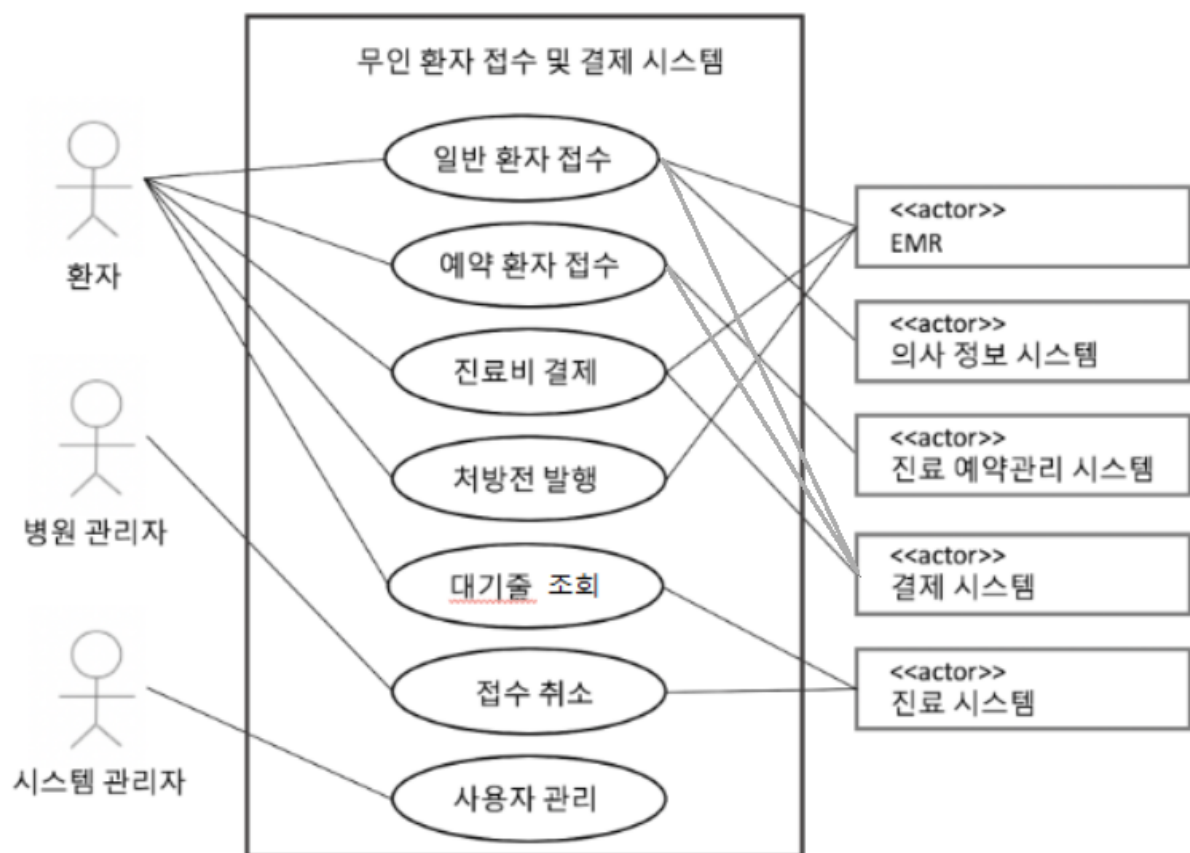 무인 환자 접수 및 결제 시스템
일반 환자 접수
예약 환자 접수
진료비 결제
처방전 발행
대기줄 조회
접수 취소
사용자 관리
환자
병원 관리자
시스템 관리자
<<actor>>
EMR
<<actor>>
의사 정보 시스템
<<actor>>
진료 예약관리 시스템
<<actor>>
결제 시스템
<<actor>>
진료 시스템